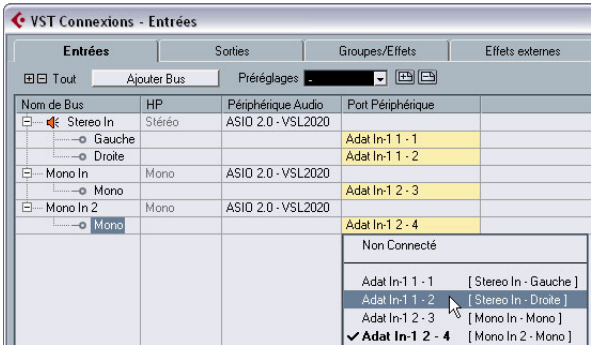 VST Connexions - Entrées
Entrées Sorties Groupes/Effets Effets externes
Tout Ajouter Bus Préréglages -
Nom de Bus HP Périphérique Audio Port Périphérique
Stereo In Stéréo ASIO 2.0 - VSL2020
Gauche Adat In-1 1 - 1
Droite Adat In-1 1 - 2
Mono In Mono ASIO 2.0 - VSL2020
Mono Adat In-1 2 - 3
Mono In 2 Mono ASIO 2.0 - VSL2020
Mono Adat In-1 2 - 4
Non Connecté
Adat In-1 1 - 1 [ Stereo In - Gauche ]
Adat In-1 1 - 2 [ Stereo In - Droite ]
Adat In-1 2 - 3 [ Mono In - Mono ]
✓ Adat In-1 2 - 4 [ Mono In 2 - Mono ]